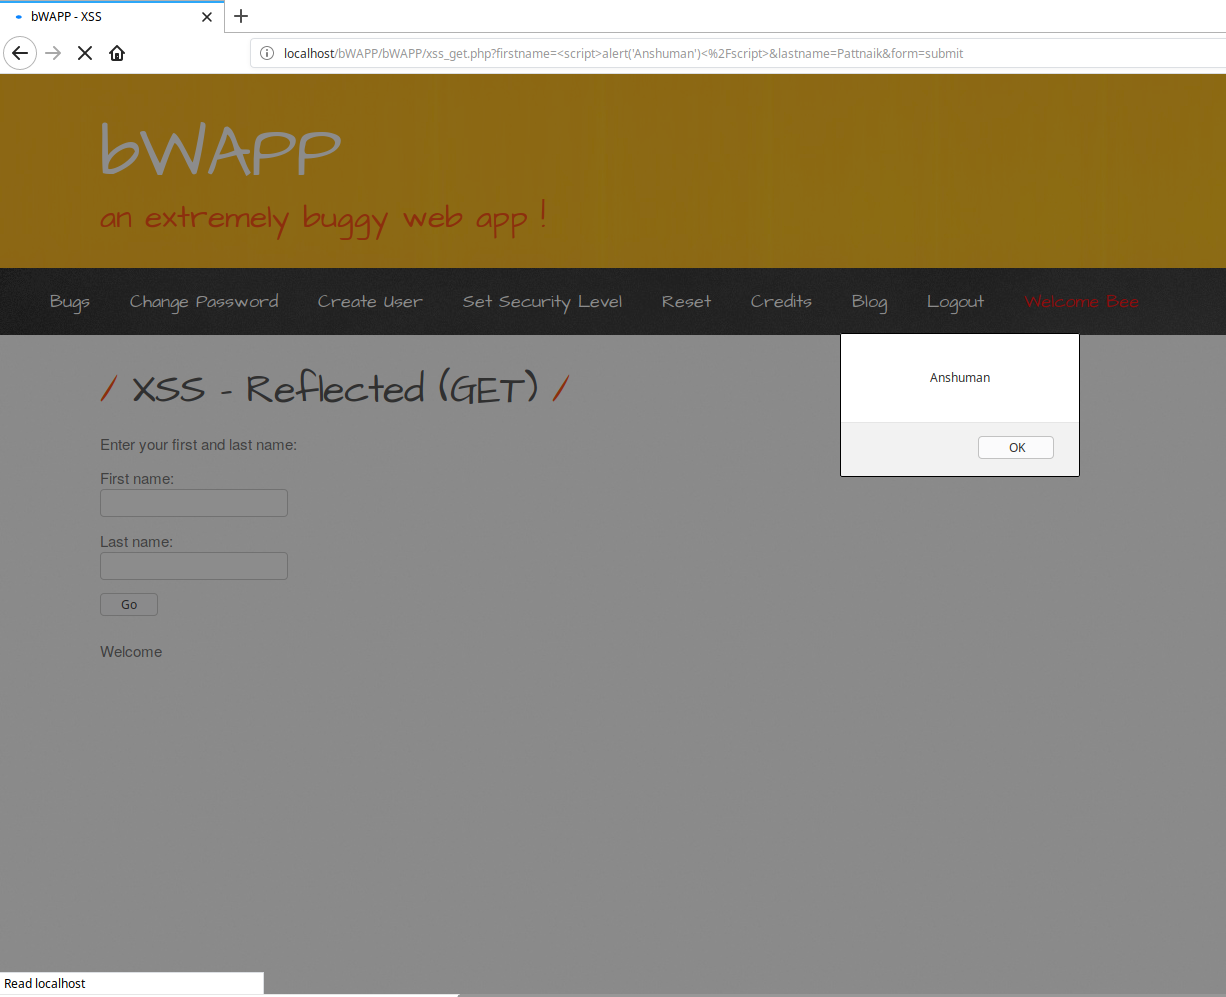 bWAPP - XSS
localhost/bWAPP/bWAPP/xss_get.php?firstname=<script>alert('Anshuman')<%2Fscript>&lastname=Pattnaik&form=submit
bWAPP
an extremely buggy web app !
Bugs Change Password Create User Set Security Level Reset Credits Blog Logout Welcome Bee
Anshuman
OK
/ XSS - Reflected (GET) /
Enter your first and last name:
First name:
Last name:
Go
Welcome
Read localhost